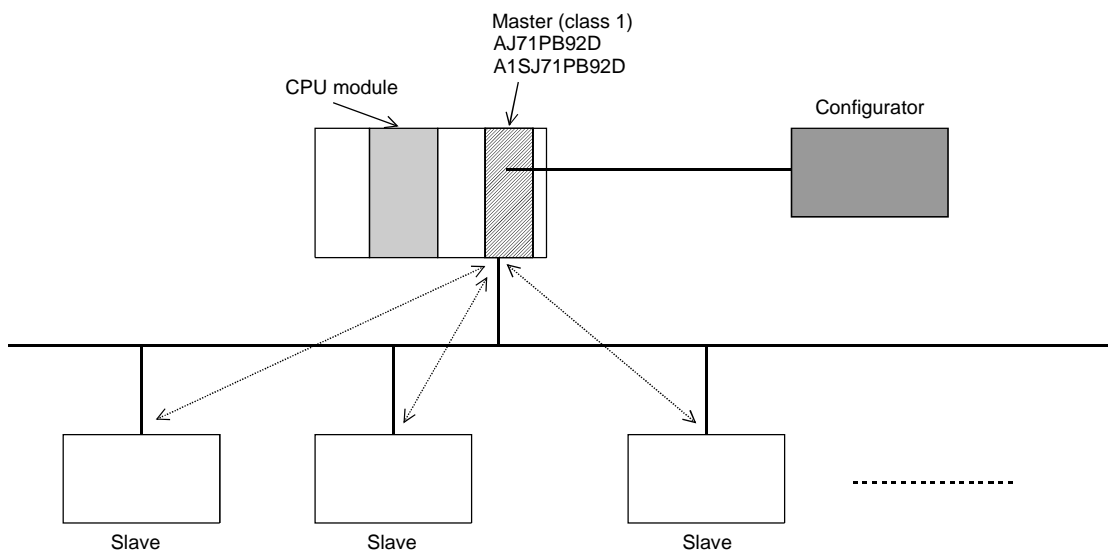 Master (class 1)
AJ71PB92D
A1SJ71PB92D
CPU module
Configurator
Slave
Slave
Slave